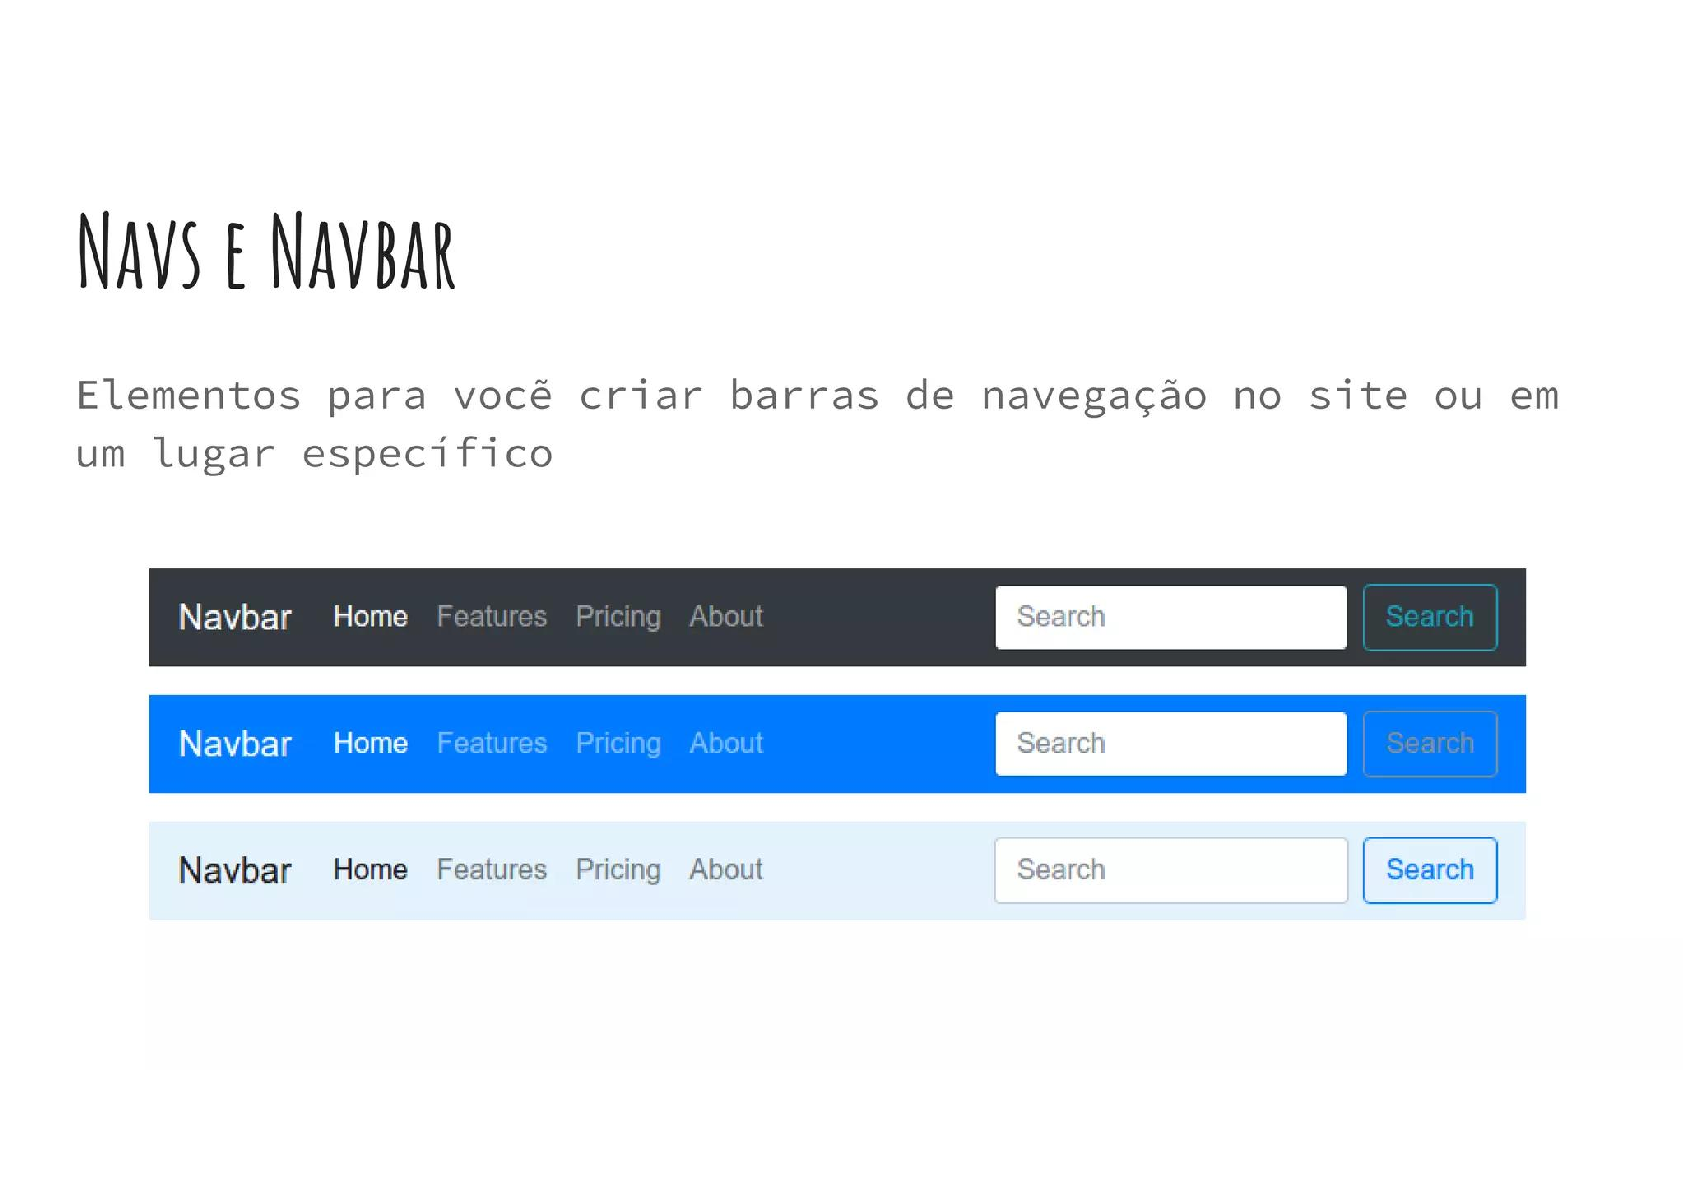 Navs e Navbar
Elementos para vocẽ criar barras de navegação no site ou em
um lugar específico
Navbar Home Features Pricing About Search Search
Navbar Home Features Pricing About Search Search
Navbar Home Features Pricing About Search Search